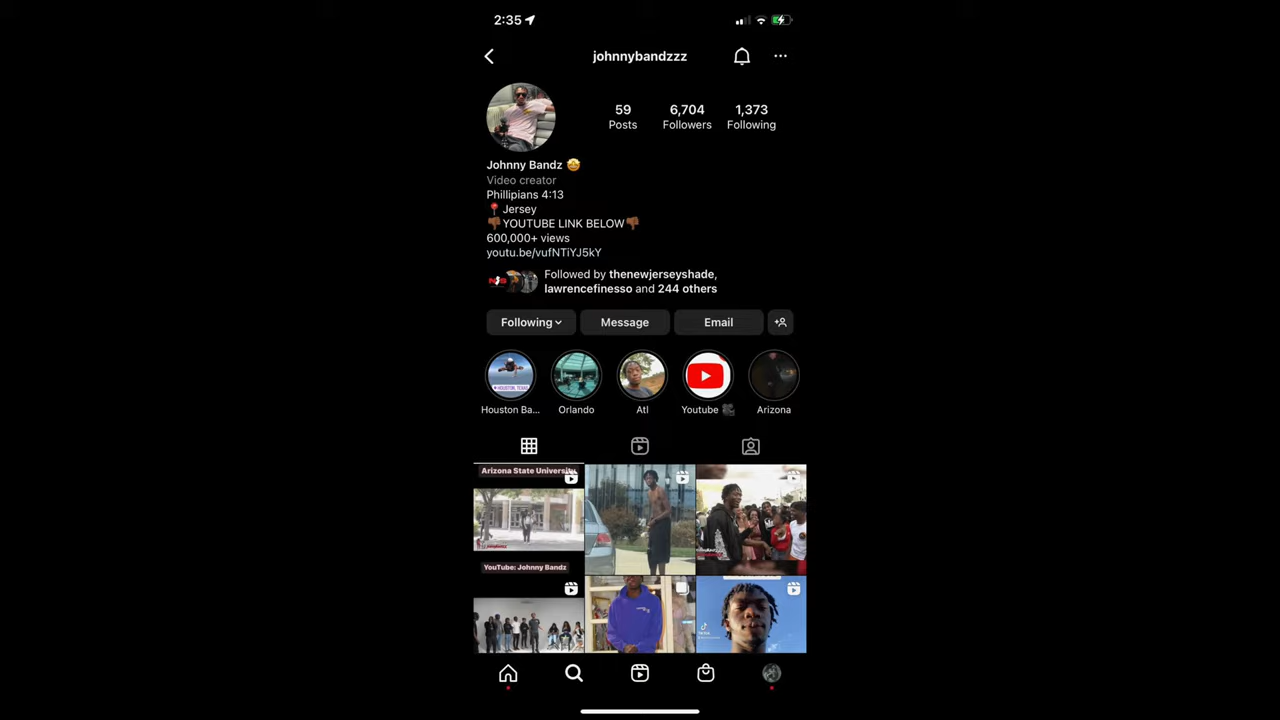 2:35
johnnybandzzz
59
Posts
6,704
Followers
1,373
Following
Johnny Bandz 🤩
Video creator
Phillipians 4:13
📍 Jersey
👎🏾YOUTUBE LINK BELOW👎🏾
600,000+ views
youtu.be/vufNTiYJ5kY
Followed by thenewjerseyshade,
lawrencefinesso and 244 others
Following
Message
Email
Houston Ba...
Orlando
Atl
Youtube
Arizona
Arizona State University
YouTube: Johnny Bandz